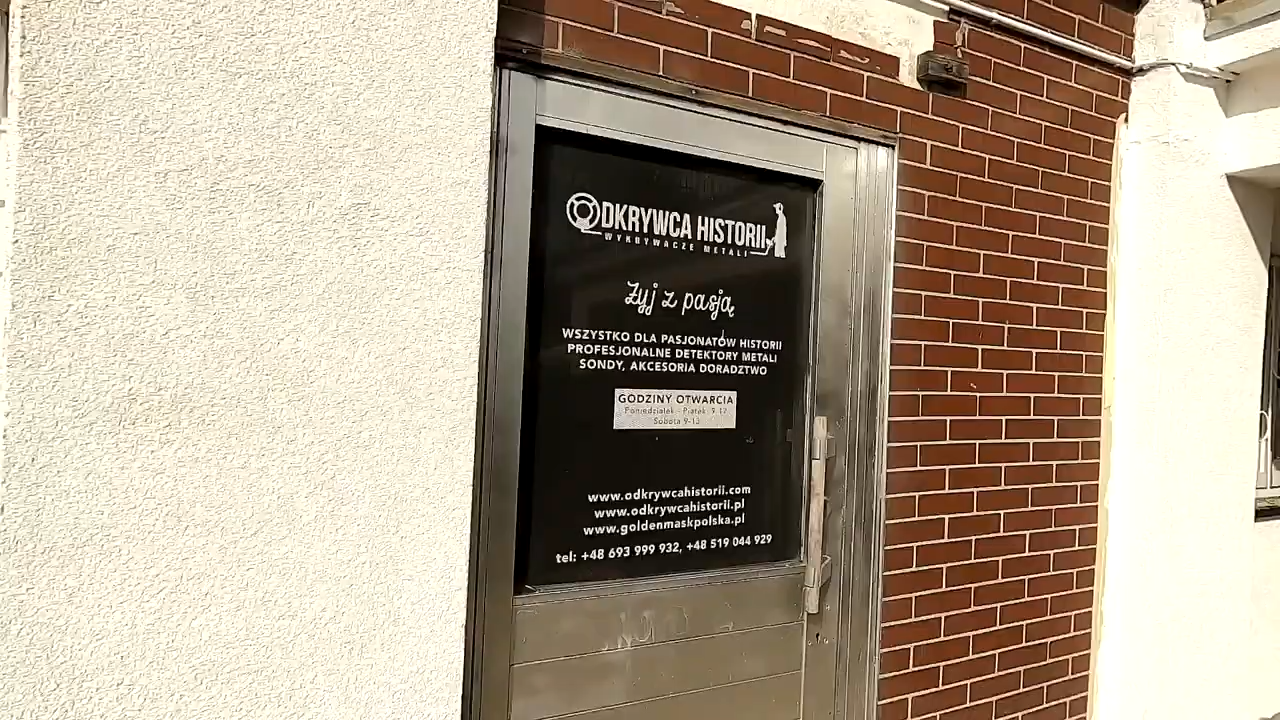 ODKRYWCA HISTORII
WYKRYWACZE METALI
Żyj z pasją
WSZYSTKO DLA PASJONATÓW HISTORII
PROFESJONALNE DETEKTORY METALI
SONDY, AKCESORIA DORADZTWO
GODZINY OTWARCIA
Poniedziałek - Piątek 9-17
Sobota 9-13
www.odkrywcahistorii.com
www.odkrywcahistorii.pl
www.goldenmaskpolska.pl
tel: +48 693 999 932, +48 519 044 929